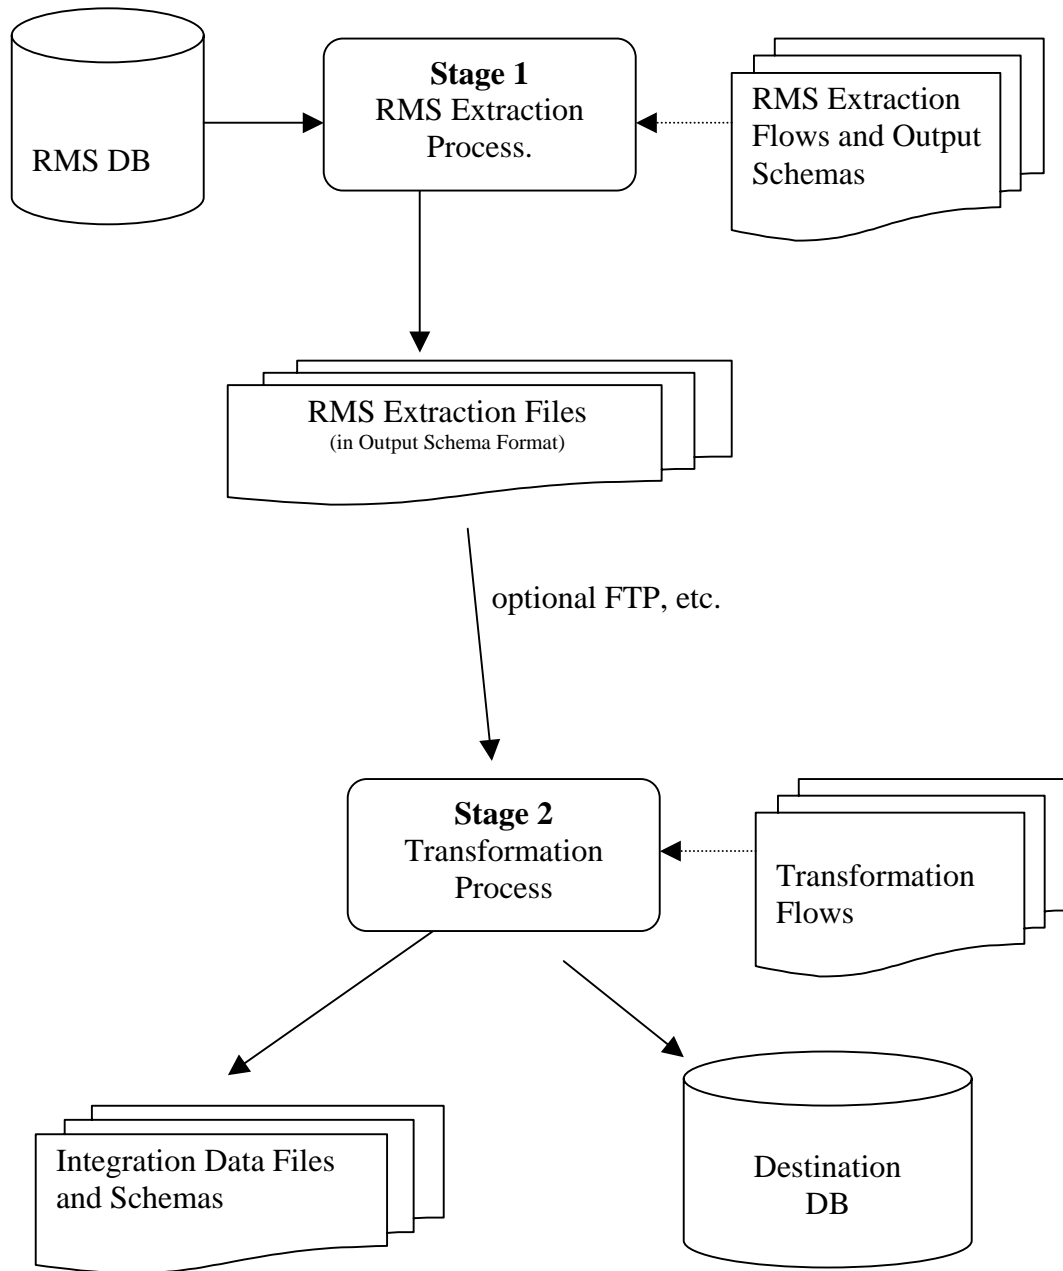 RMS DB
Stage 1
RMS Extraction
Process.
RMS Extraction
Flows and Output
Schemas
RMS Extraction Files
(in Output Schema Format)
optional FTP, etc.
Stage 2
Transformation
Process
Transformation
Flows
Integration Data Files
and Schemas
Destination
DB